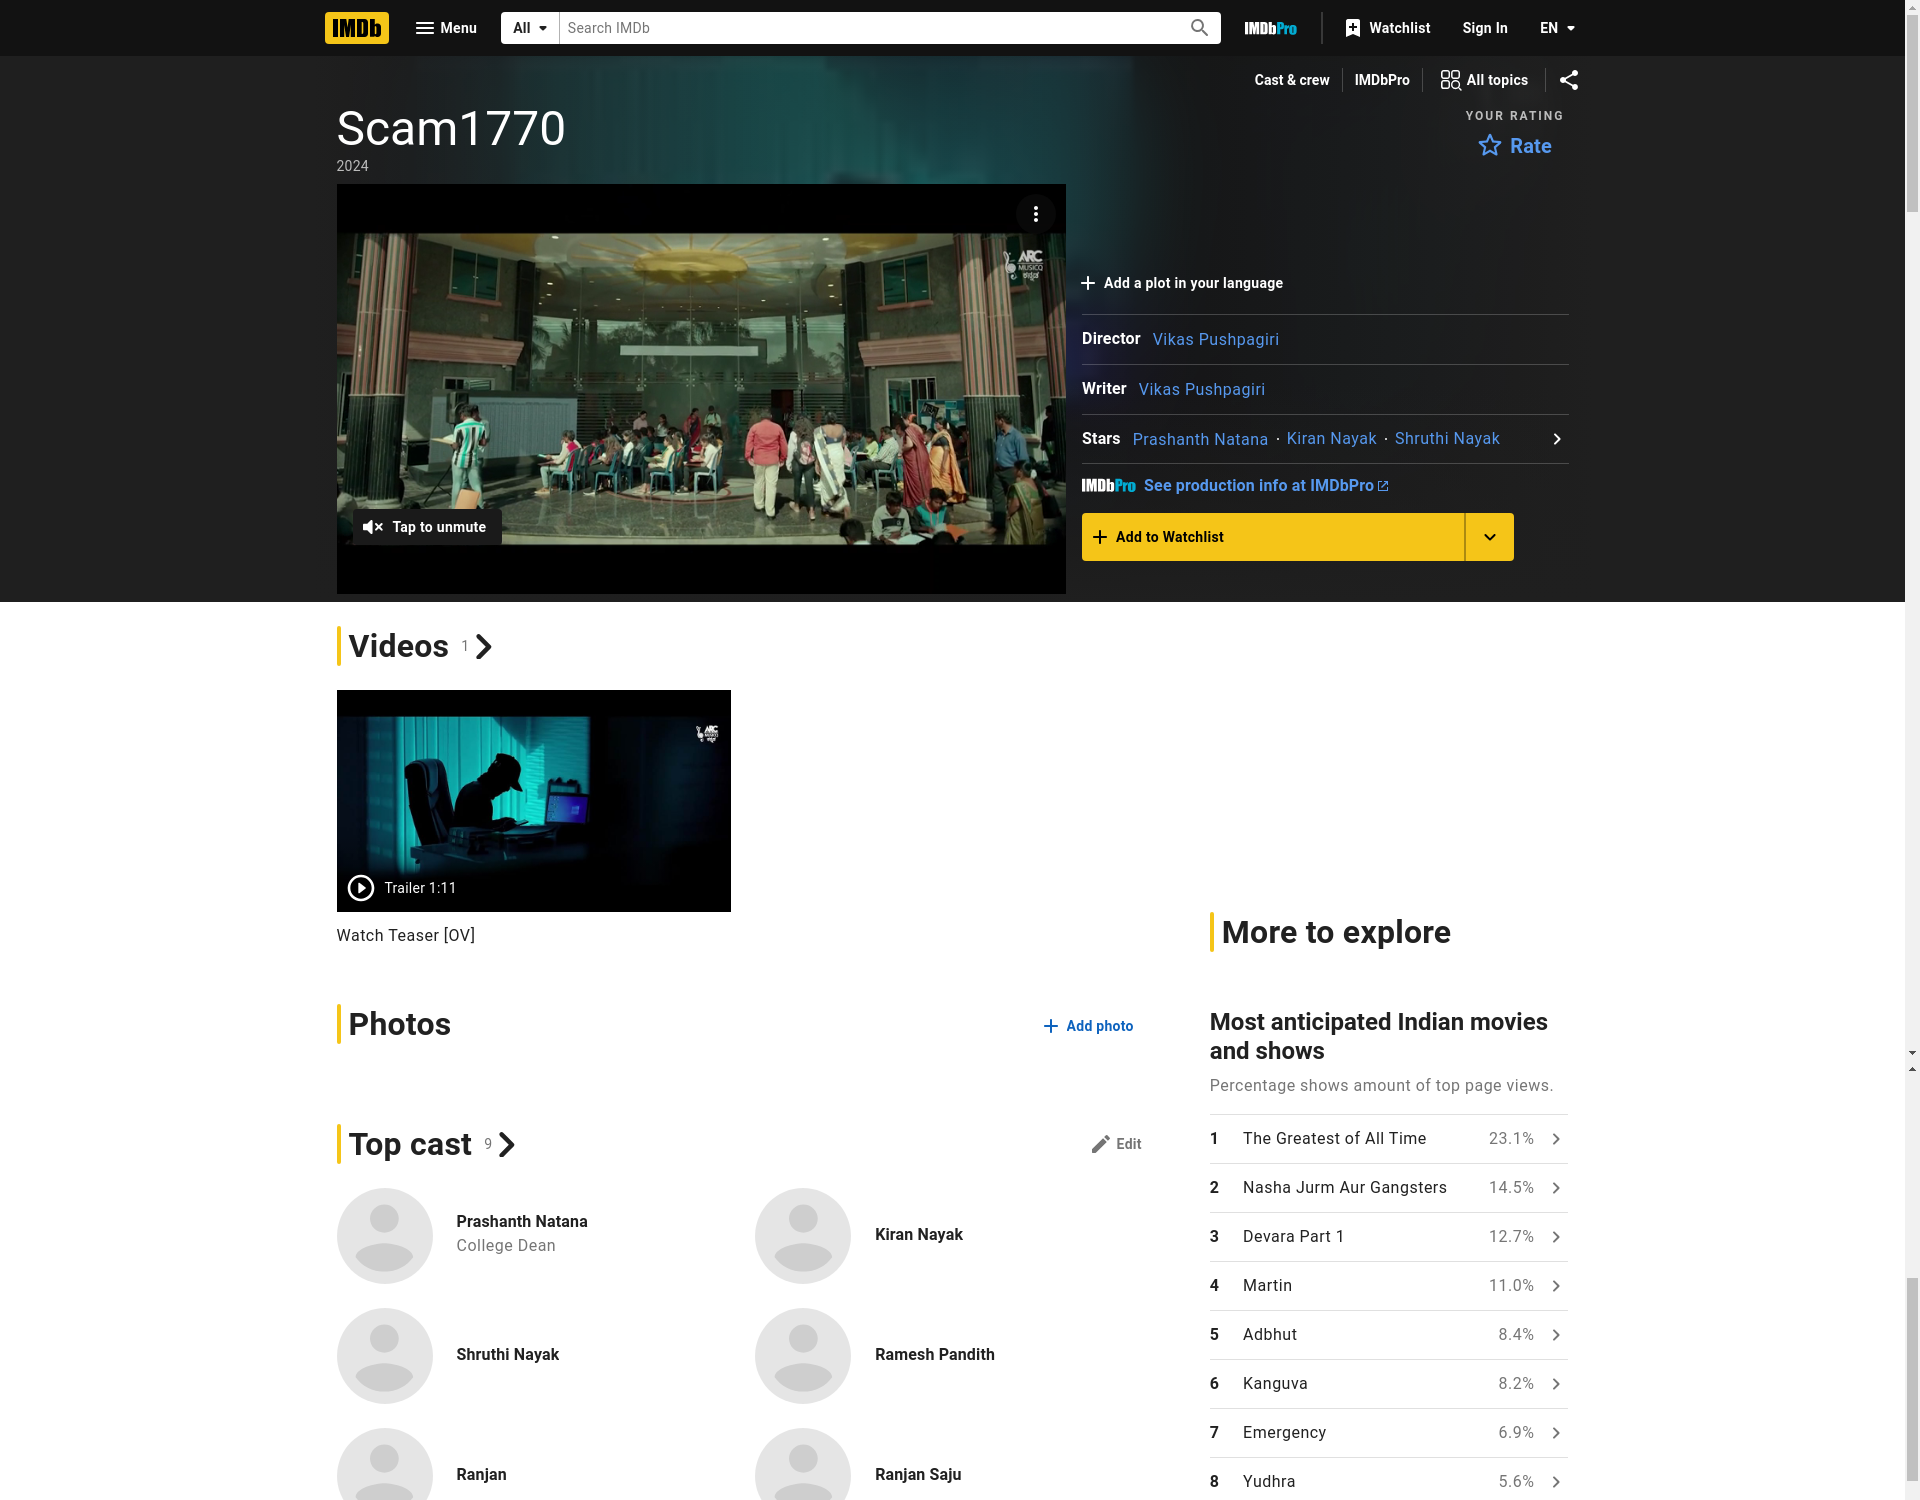 IMDb
Menu
All
Search IMDb
IMDbPro
Watchlist
Sign In
EN
Cast & crew
IMDbPro
All topics
Scam1770
2024
YOUR RATING
Rate
ARC
MUSICQ
ಕನ್ನಡ
Tap to unmute
Add a plot in your language
Director Vikas Pushpagiri
Writer Vikas Pushpagiri
Stars Prashanth Natana · Kiran Nayak · Shruthi Nayak
IMDbPro See production info at IMDbPro
Add to Watchlist
Videos 1
ARC
Trailer 1:11
Watch Teaser [OV]
Photos
Add photo
Top cast 9
Edit
Prashanth Natana
College Dean
Kiran Nayak
Shruthi Nayak
Ramesh Pandith
Ranjan
Ranjan Saju
More to explore
Most anticipated Indian movies
and shows
Percentage shows amount of top page views.
1 The Greatest of All Time 23.1%
2 Nasha Jurm Aur Gangsters 14.5%
3 Devara Part 1 12.7%
4 Martin 11.0%
5 Adbhut 8.4%
6 Kanguva 8.2%
7 Emergency 6.9%
8 Yudhra 5.6%